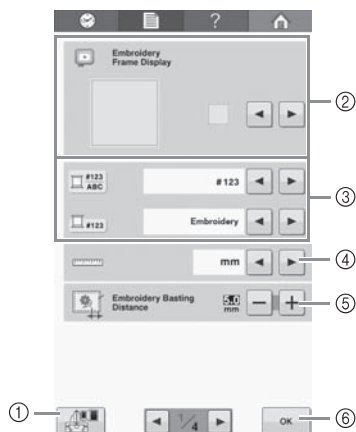 ?
Embroidery
Frame Display
②
#123
ABC
#123
③
#123
Embroidery
mm
④
Embroidery Basting
Distance
5.0
mm
⑤
①
1/4
OK
⑥